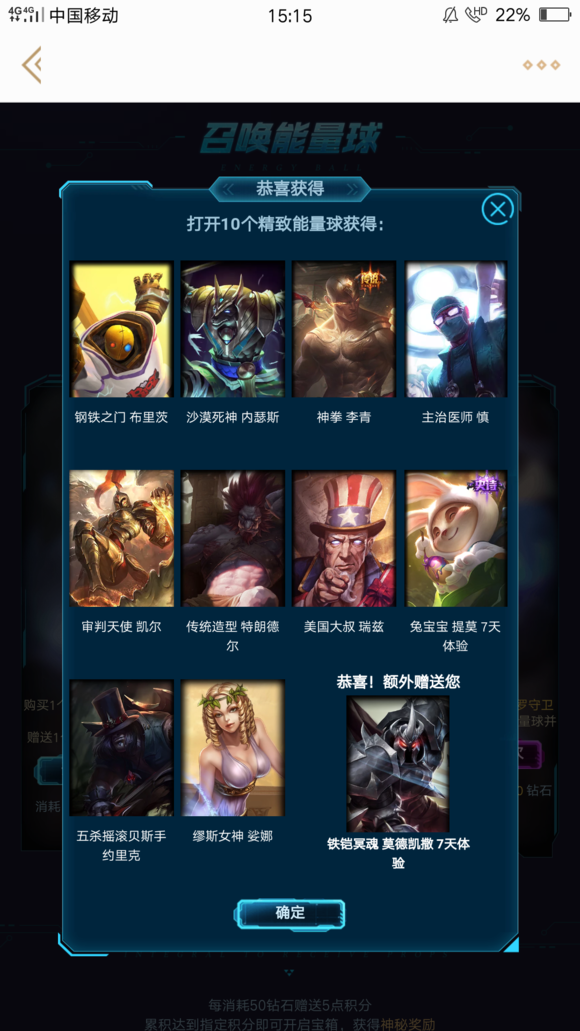 4G 4G 中国移动 15:15 HD 22%
召唤能量球
恭喜获得
打开10个精致能量球获得：
传说
钢铁之门 布里茨 沙漠死神 内瑟斯 神拳 李青 主治医师 慎
史诗
审判天使 凯尔 传统造型 特朗德 美国大叔 瑞兹 兔宝宝 提莫 7天
尔 体验
恭喜！额外赠送您
购买1个
罗守卫
量球并
赠送1
五杀摇滚贝斯手 缪斯女神 娑娜 铁铠冥魂 莫德凯撒 7天体
约里克 验
消耗
0钻石
确定
每消耗50钻石赠送5点积分
累积达到指定积分即可开启宝箱，获得神秘奖励